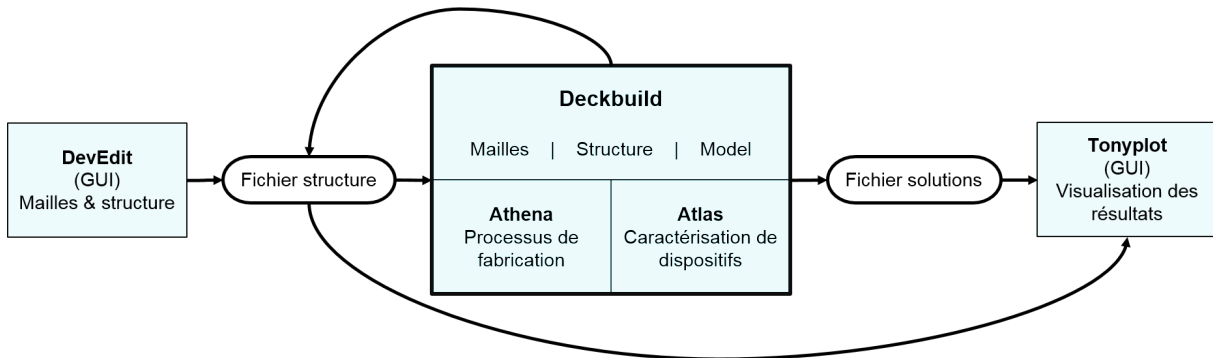 DevEdit
(GUI)
Mailles & structure
Fichier structure
Deckbuild
Mailles | Structure | Model
Athena
Processus de
fabrication
Atlas
Caractérisation de
dispositifs
Fichier solutions
Tonyplot
(GUI)
Visualisation des
résultats